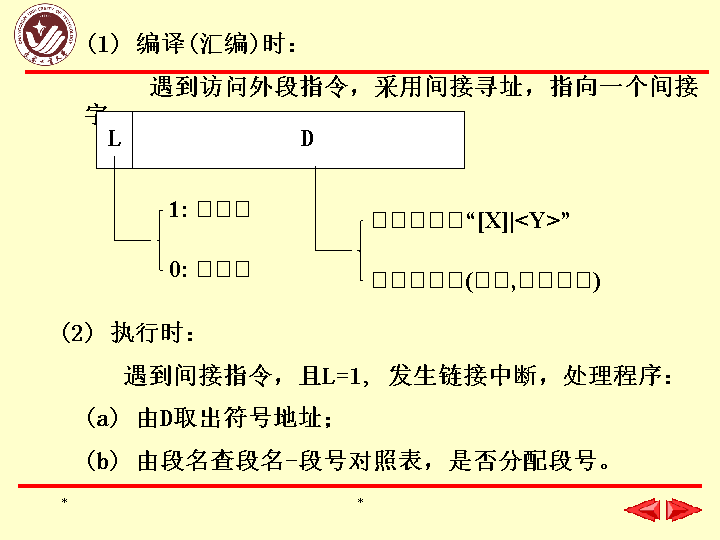 (1) 编译(汇编)时：
遇到访问外段指令，采用间接寻址，指向一个间接
字
L D
1: □□□
□□□□□“[X]|<Y>”
0: □□□
□□□□□(□□,□□□□)
(2) 执行时：
遇到间接指令，且L=1, 发生链接中断，处理程序：
(a) 由D取出符号地址；
(b) 由段名查段名-段号对照表，是否分配段号。
* *